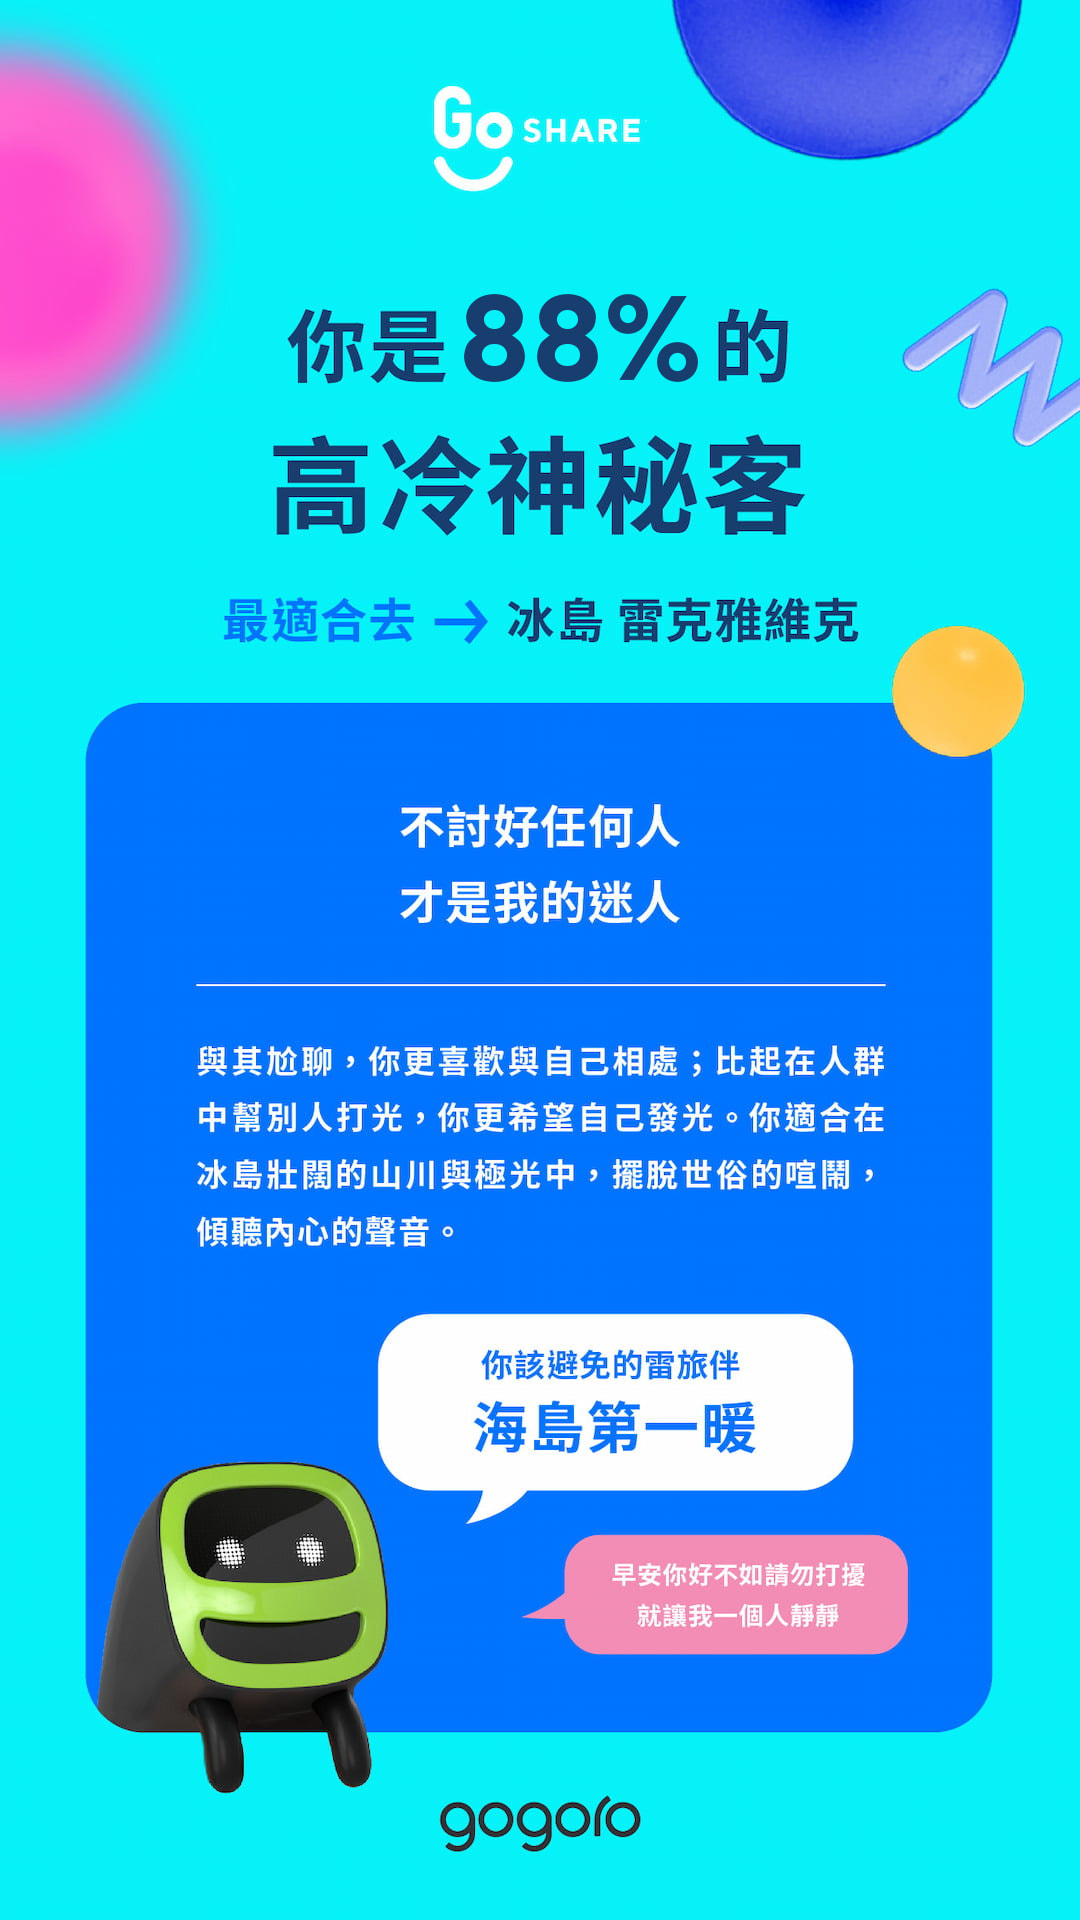 Go SHARE
你是88%的
高冷神秘客
最適合去 → 冰島 雷克雅維克
不討好任何人
才是我的迷人
與其尬聊，你更喜歡與自己相處；比起在人群
中幫別人打光，你更希望自己發光。你適合在
冰島壯闊的山川與極光中，擺脫世俗的喧鬧，
傾聽內心的聲音。
你該避免的雷旅伴
海島第一暖
早安你好不如請勿打擾
就讓我一個人靜靜
gogoro